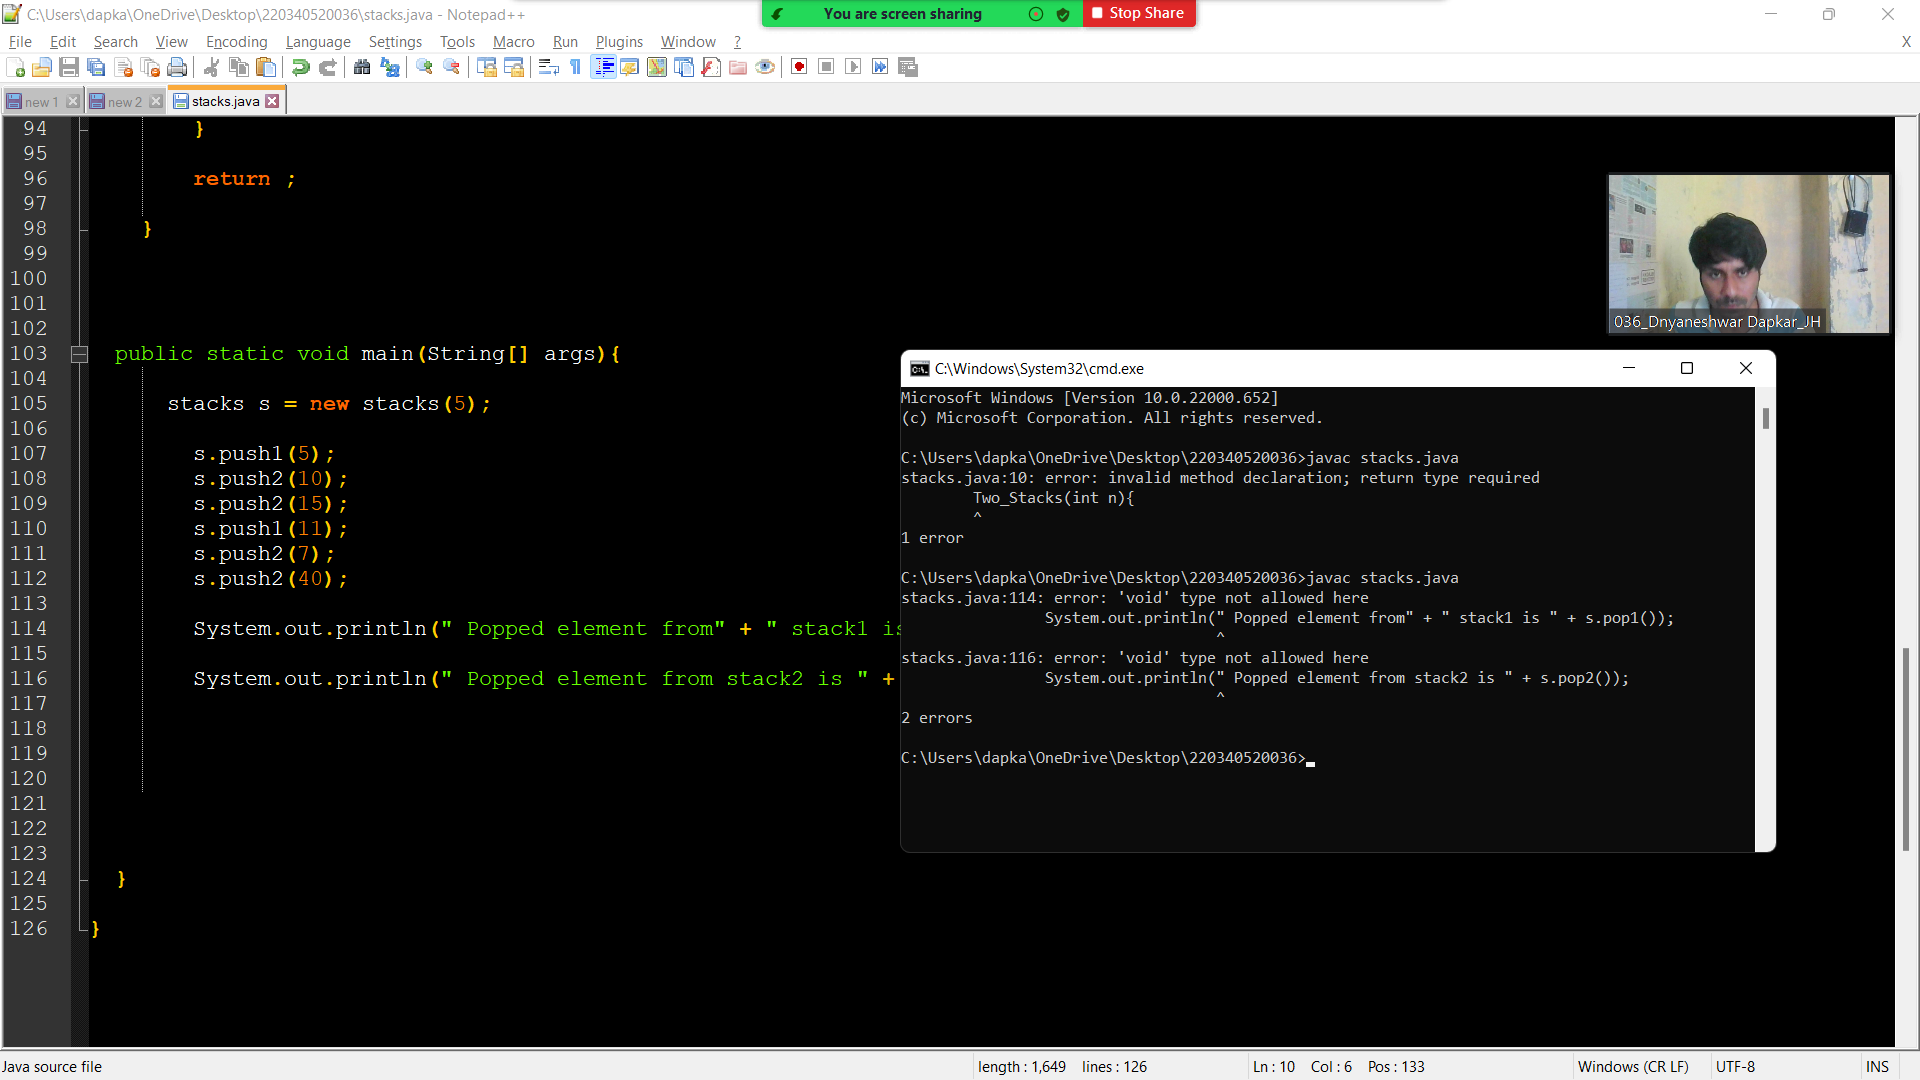 C:\Users\dapka\OneDrive\Desktop\220340520036\stacks.java - Notepad++
You are screen sharing
Stop Share
File Edit Search View Encoding Language Settings Tools Macro Run Plugins Window ?
X
new 1
new 2
stacks.java
94 }
95
96 return ;
97
98 }
99
100
101
102
103 public static void main(String[] args){
104
105 stacks s = new stacks(5);
106
107 s.push1(5);
108 s.push2(10);
109 s.push2(15);
110 s.push1(11);
111 s.push2(7);
112 s.push2(40);
113
114 System.out.println(" Popped element from" + " stack1 is
115
116 System.out.println(" Popped element from stack2 is " +
117
118
119
120
121
122
123
124 }
125
126 }
036_Dnyaneshwar Dapkar_JH
C:\Windows\System32\cmd.exe
Microsoft Windows [Version 10.0.22000.652]
(c) Microsoft Corporation. All rights reserved.
C:\Users\dapka\OneDrive\Desktop\220340520036>javac stacks.java
stacks.java:10: error: invalid method declaration; return type required
Two_Stacks(int n){
^
1 error
C:\Users\dapka\OneDrive\Desktop\220340520036>javac stacks.java
stacks.java:114: error: 'void' type not allowed here
System.out.println(" Popped element from" + " stack1 is " + s.pop1());
^
stacks.java:116: error: 'void' type not allowed here
System.out.println(" Popped element from stack2 is " + s.pop2());
^
2 errors
C:\Users\dapka\OneDrive\Desktop\220340520036>
Java source file
length : 1,649 lines : 126
Ln : 10 Col : 6 Pos : 133
Windows (CR LF)
UTF-8
INS